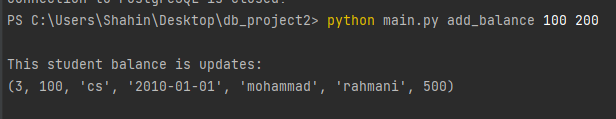 Connection to PostgreSQL is closed.
PS C:\Users\Shahin\Desktop\db_project2> python main.py add_balance 100 200
This student balance is updates:
(3, 100, 'cs', '2010-01-01', 'mohammad', 'rahmani', 500)